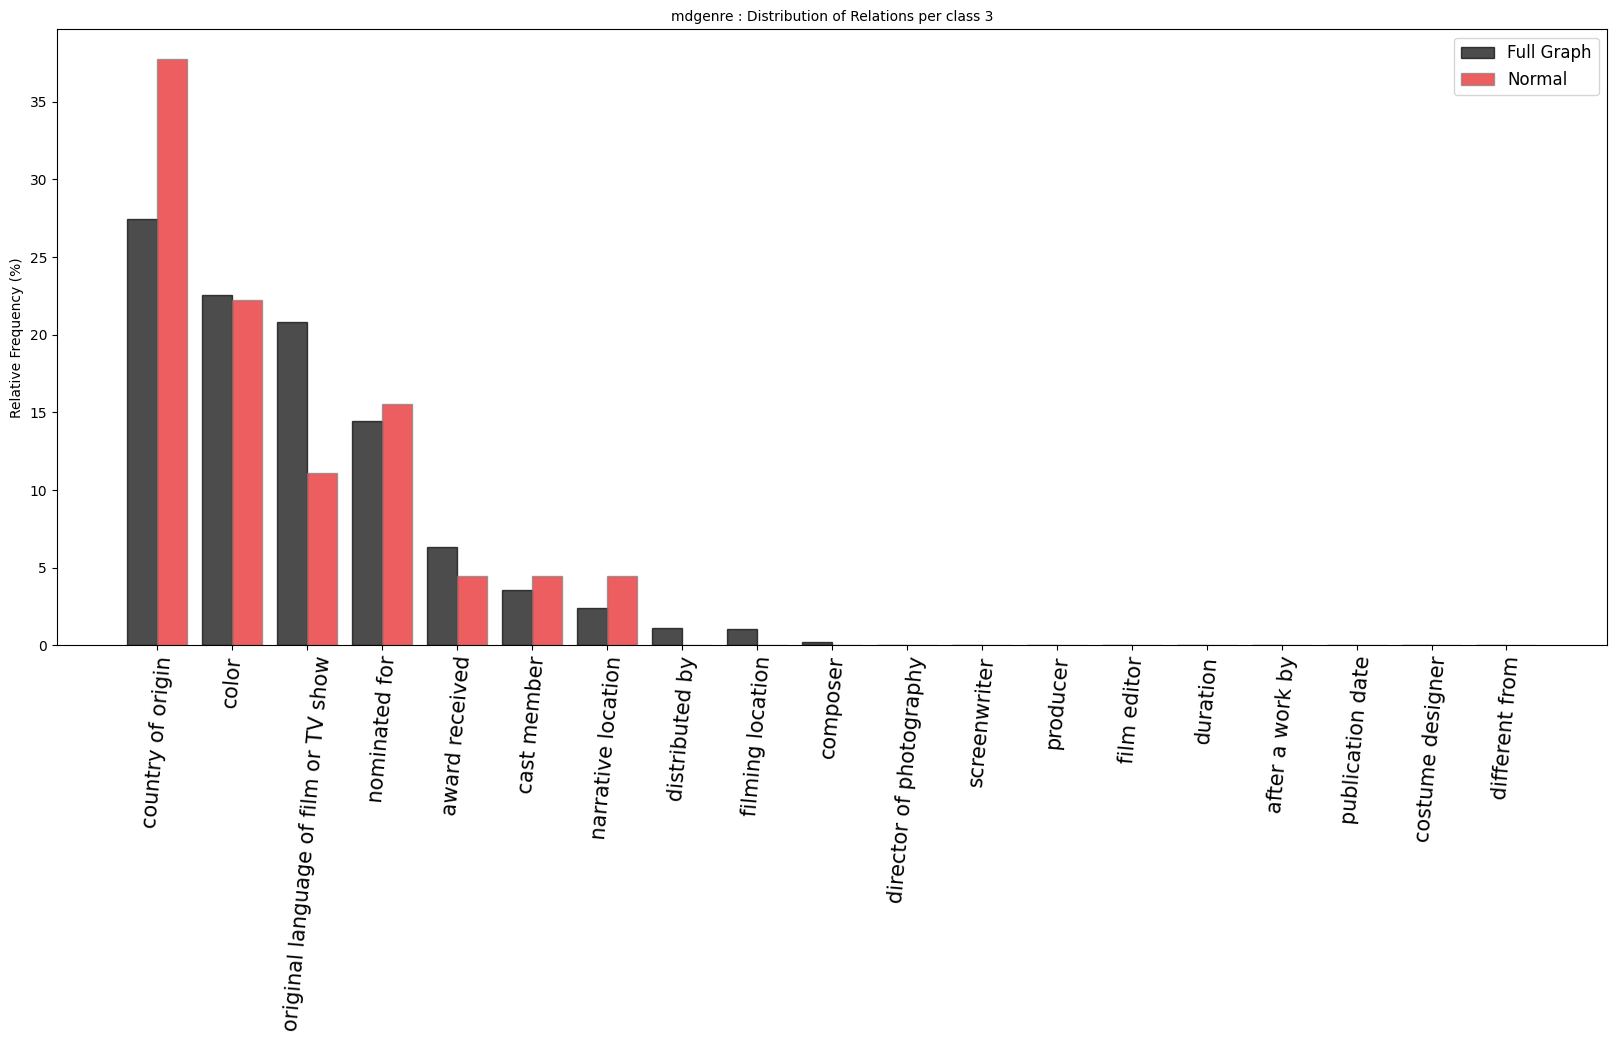 mdgenre : Distribution of Relations per class 3
Full Graph
Normal
Relative Frequency (%)
35
30
25
20
15
10
5
0
country of origin
color
original language of film or TV show
nominated for
award received
cast member
narrative location
distributed by
filming location
composer
director of photography
screenwriter
producer
film editor
duration
after a work by
publication date
costume designer
different from